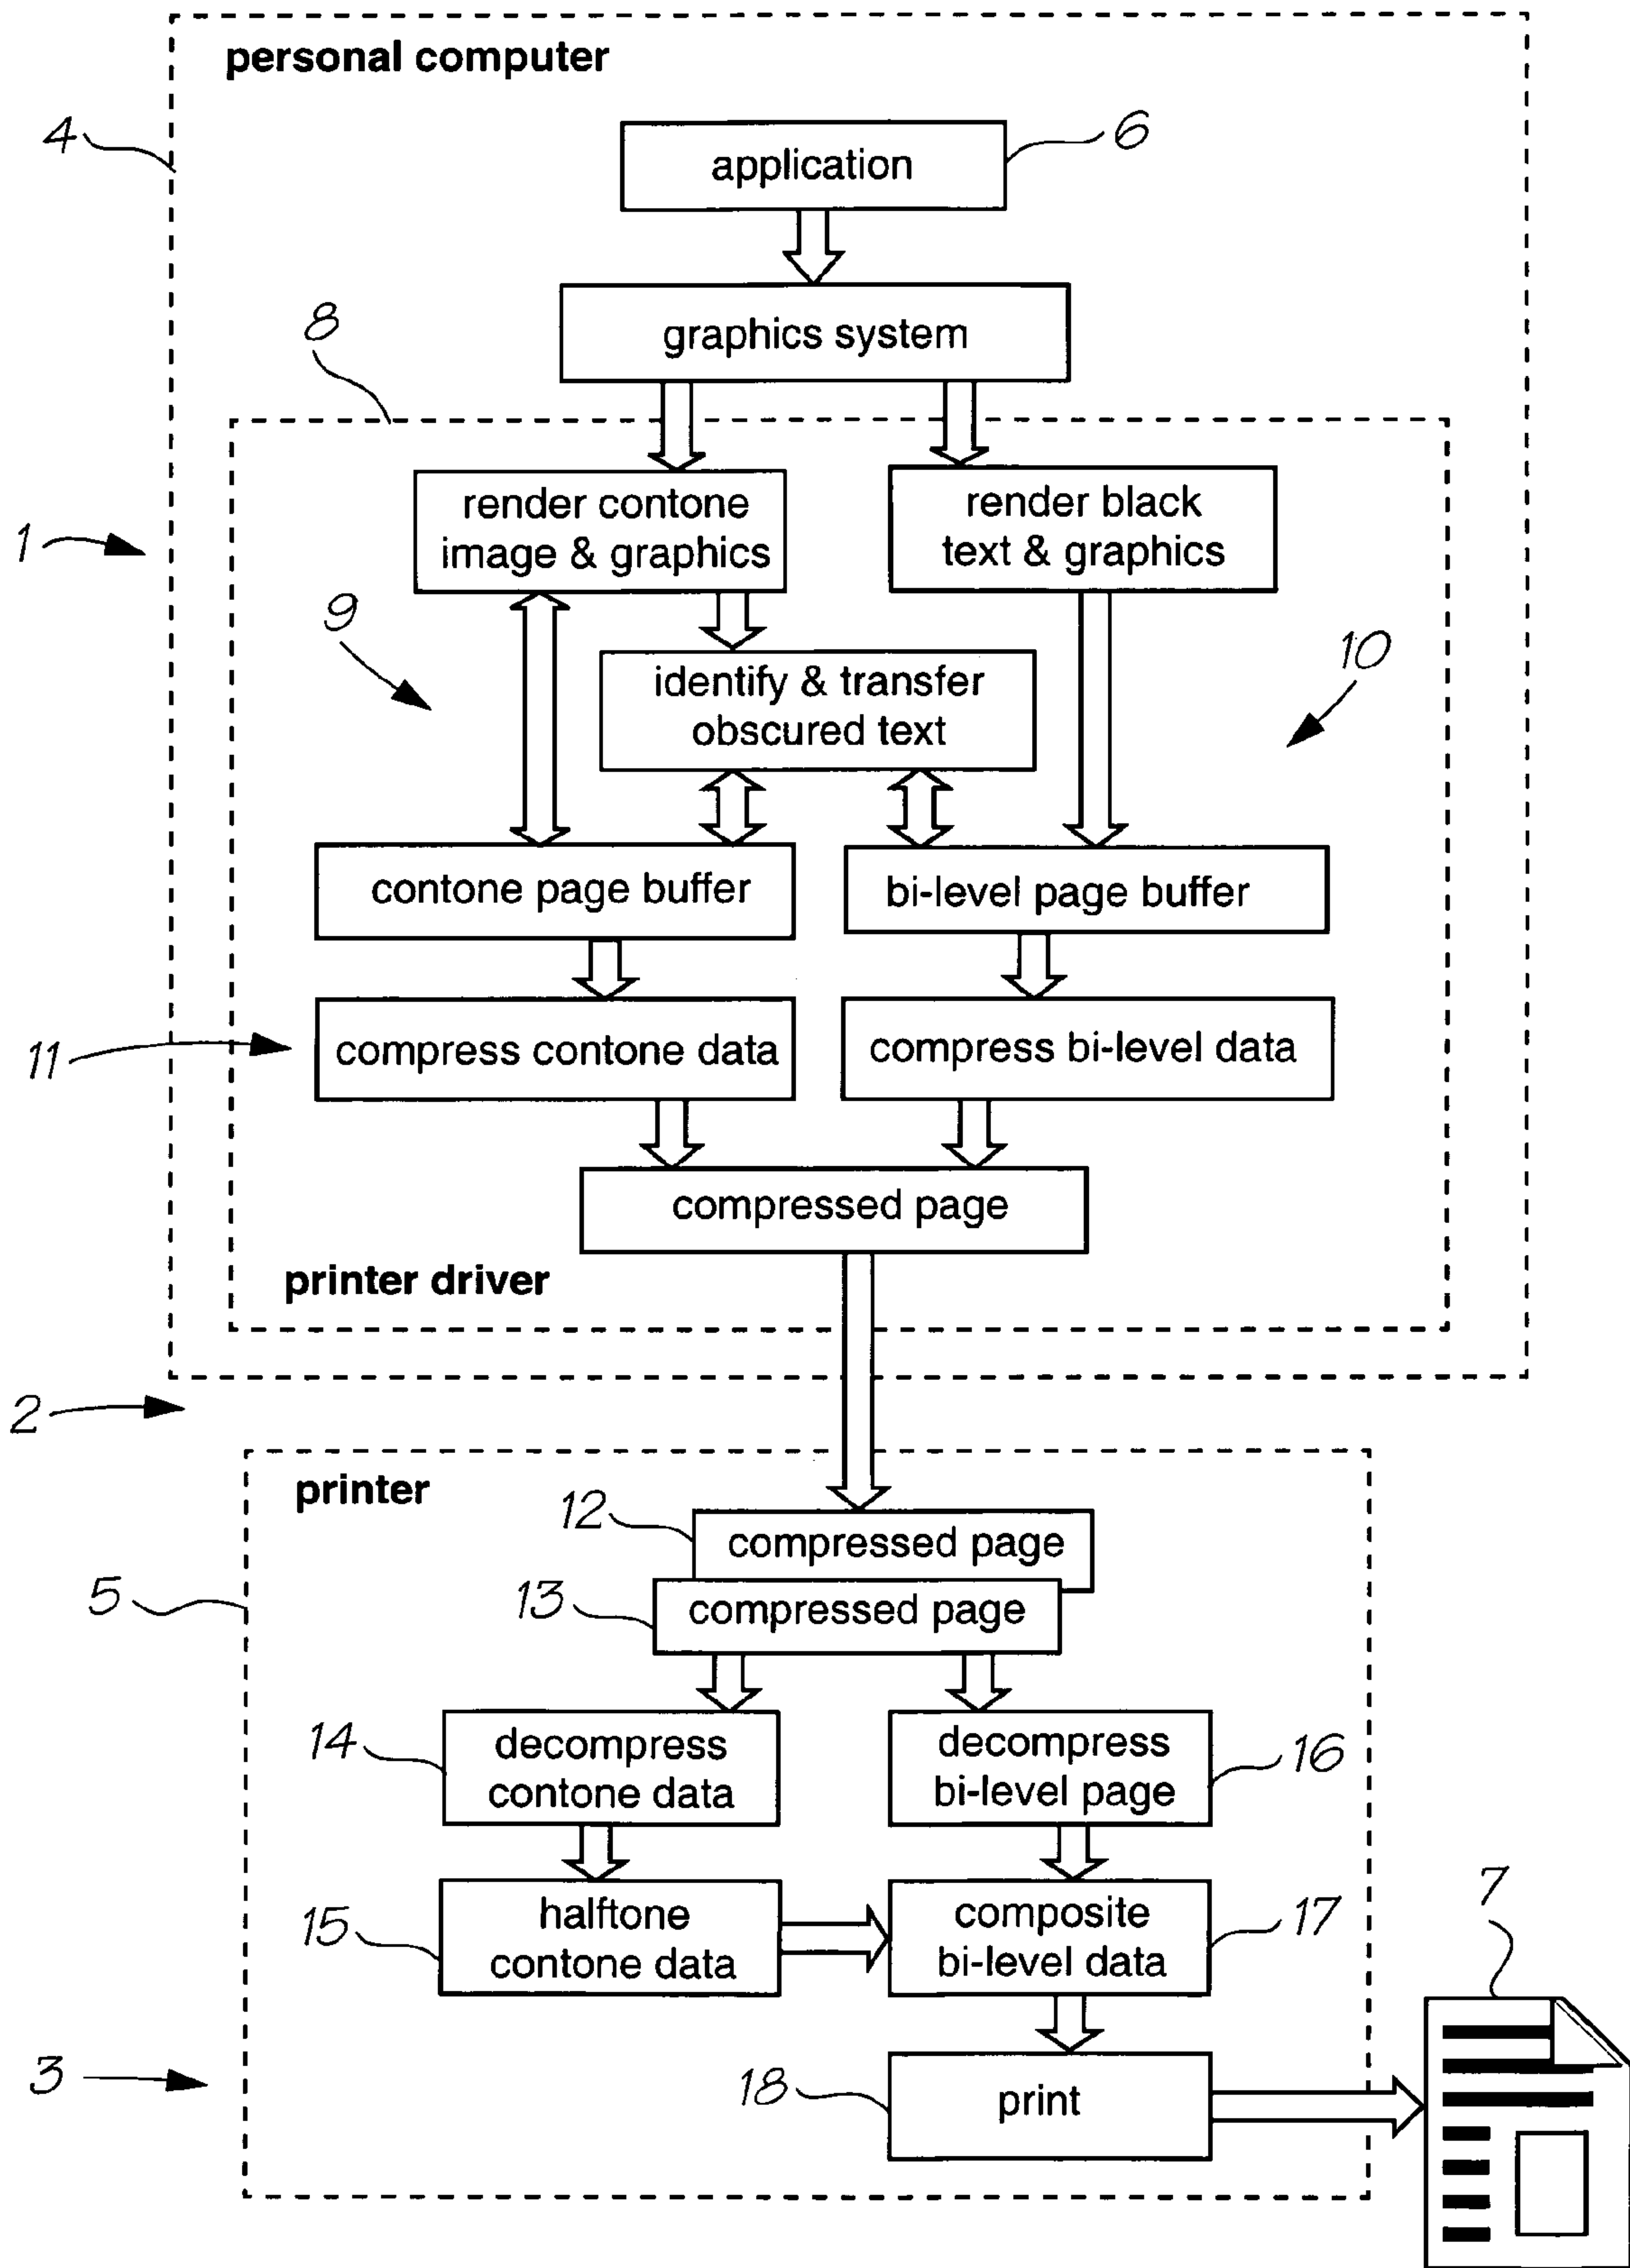 personal computer
4
application
6
graphics system
8
render contone
image & graphics
render black
text & graphics
1
9
identify & transfer
obscured text
10
contone page buffer
bi-level page buffer
11
compress contone data
compress bi-level data
compressed page
printer driver
2
printer
12
compressed page
5
13
compressed page
14
decompress
contone data
decompress
bi-level page
16
15
halftone
contone data
composite
bi-level data
17
7
3
18
print